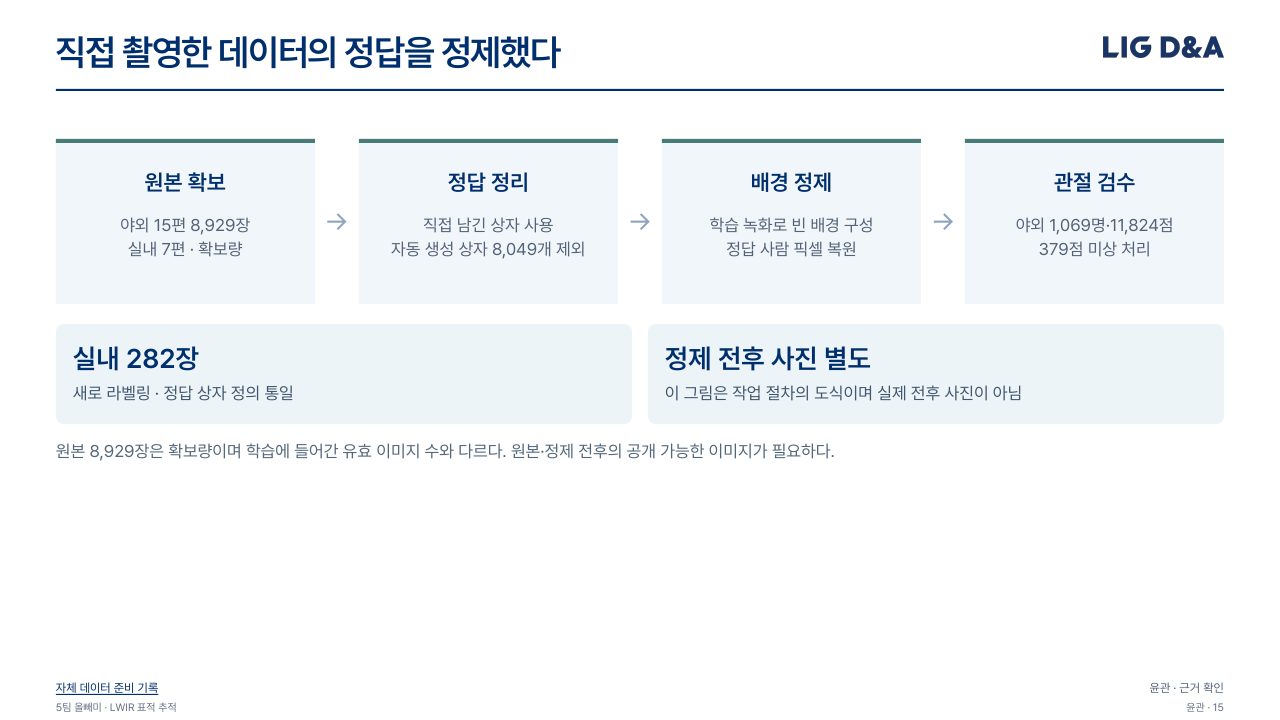 직접 촬영한 데이터의 정답을 정제했다
LIG D&A
원본 확보
야외 15편 8,929장
실내 7편 · 확보량
→
정답 정리
직접 남긴 상자 사용
자동 생성 상자 8,049개 제외
→
배경 정제
학습 녹화로 빈 배경 구성
정답 사람 픽셀 복원
→
관절 검수
야외 1,069명·11,824점
379점 미상 처리
실내 282장
새로 라벨링 · 정답 상자 정의 통일
정제 전후 사진 별도
이 그림은 작업 절차의 도식이며 실제 전후 사진이 아님
원본 8,929장은 확보량이며 학습에 들어간 유효 이미지 수와 다르다. 원본·정제 전후의 공개 가능한 이미지가 필요하다.
자체 데이터 준비 기록
5팀 올빼미 · LWIR 표적 추적
윤관 · 근거 확인
윤관 · 15